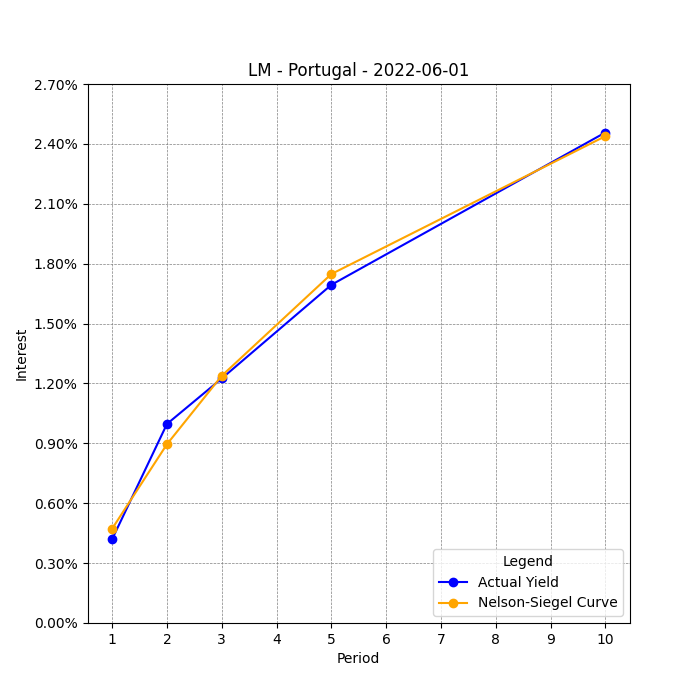 LM - Portugal - 2022-06-01
2.70%
2.40%
2.10%
1.80%
1.50%
1.20%
0.90%
0.60%
0.30%
0.00%
Interest
1 2 3 4 5 6 7 8 9 10
Period
Legend
Actual Yield
Nelson-Siegel Curve